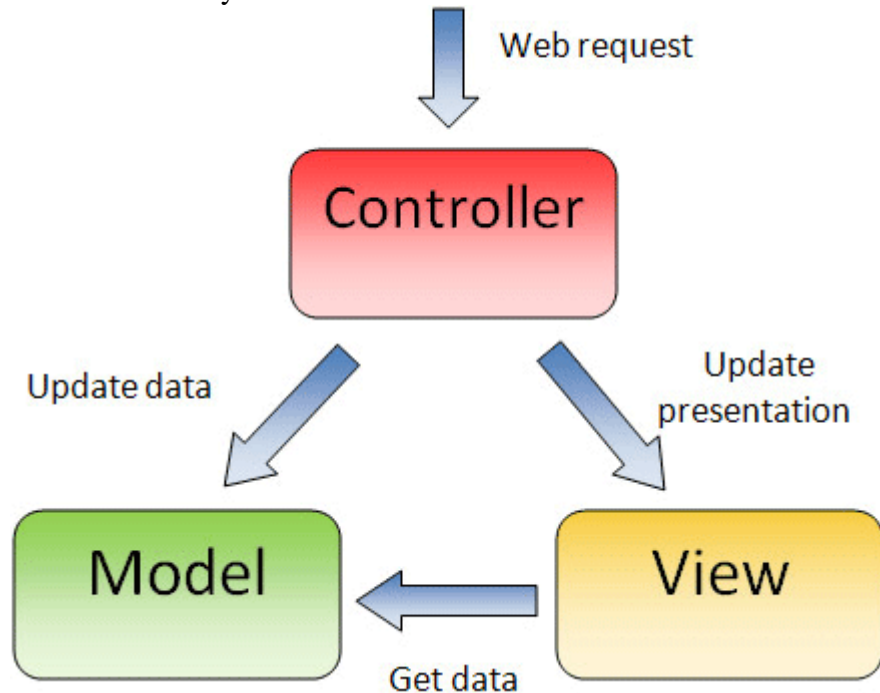 Web request
Controller
Update data
Update
presentation
Model
View
Get data